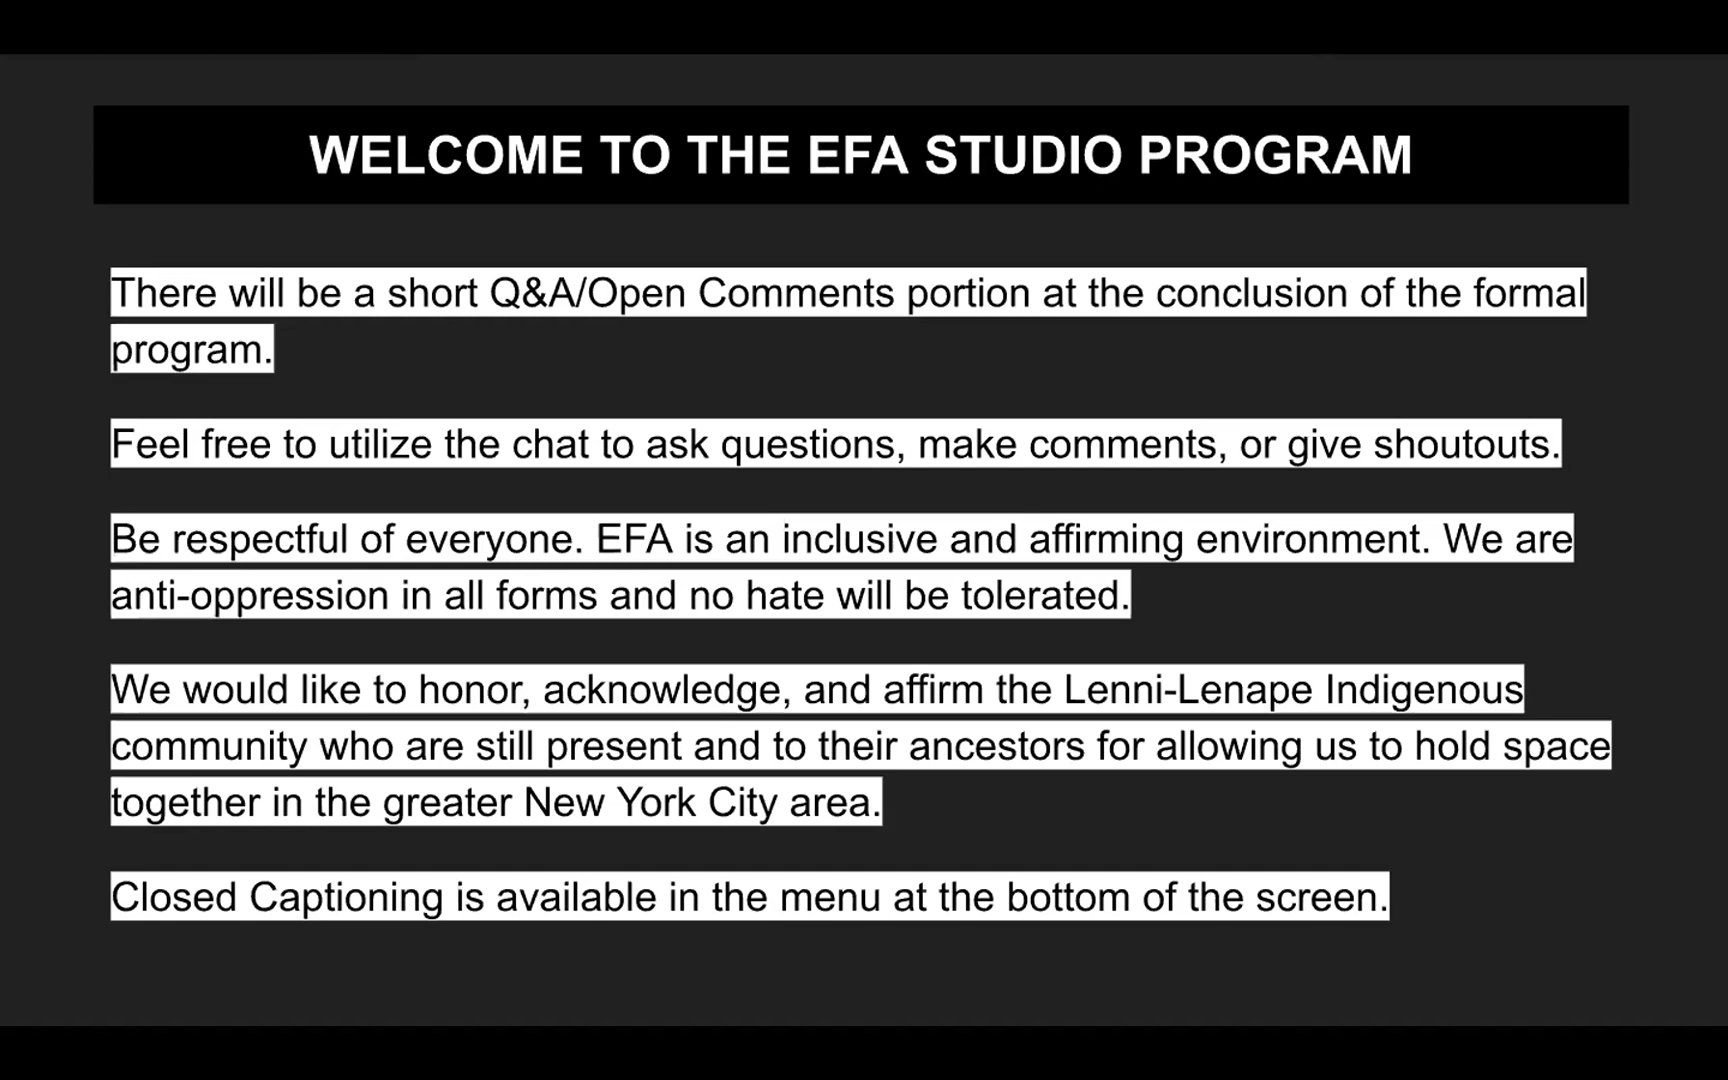 WELCOME TO THE EFA STUDIO PROGRAM
There will be a short Q&A/Open Comments portion at the conclusion of the formal
program.
Feel free to utilize the chat to ask questions, make comments, or give shoutouts.
Be respectful of everyone. EFA is an inclusive and affirming environment. We are
anti-oppression in all forms and no hate will be tolerated.
We would like to honor, acknowledge, and affirm the Lenni-Lenape Indigenous
community who are still present and to their ancestors for allowing us to hold space
together in the greater New York City area.
Closed Captioning is available in the menu at the bottom of the screen.